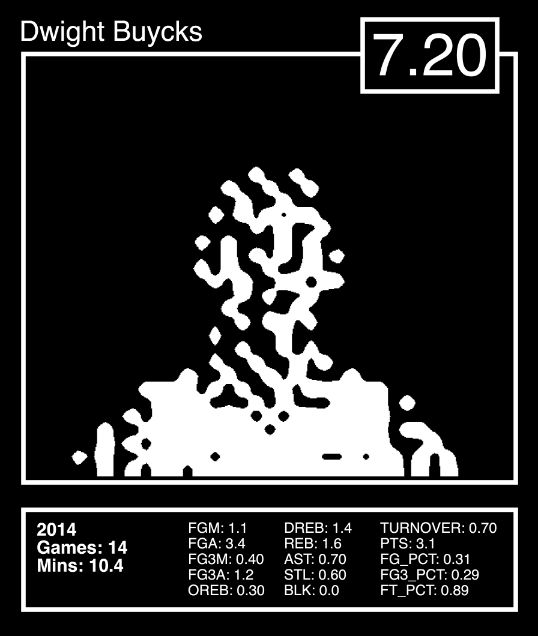 Dwight Buycks
7.20
2014
Games: 14
Mins: 10.4
FGM: 1.1
FGA: 3.4
FG3M: 0.40
FG3A: 1.2
OREB: 0.30
DREB: 1.4
REB: 1.6
AST: 0.70
STL: 0.60
BLK: 0.0
TURNOVER: 0.70
PTS: 3.1
FG_PCT: 0.31
FG3_PCT: 0.29
FT_PCT: 0.89